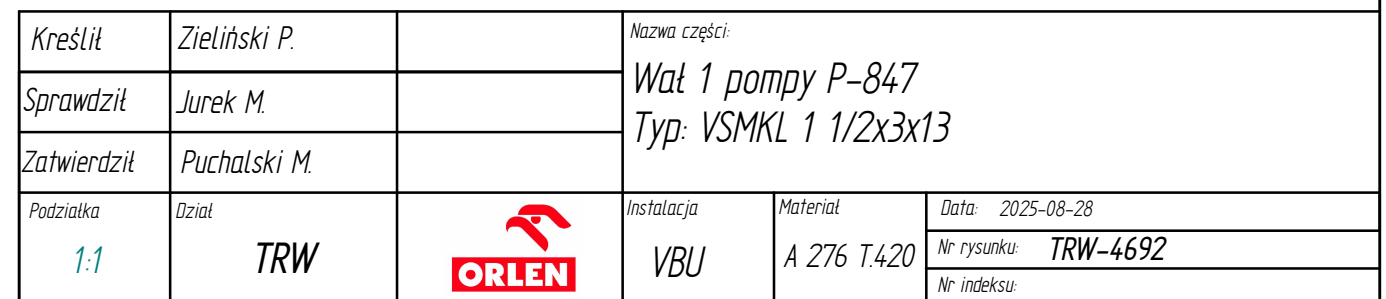 Kreślił Zieliński P.
Sprawdził Jurek M.
Zatwierdził Puchalski M.
Nazwa części:
Wał 1 pompy P-847
Typ: VSMKL 1 1/2x3x13
Podziałka
1:1
Dział
TRW
ORLEN
Instalacja
VBU
Materiał
A 276 T.420
Data: 2025-08-28
Nr rysunku: TRW-4692
Nr indeksu: